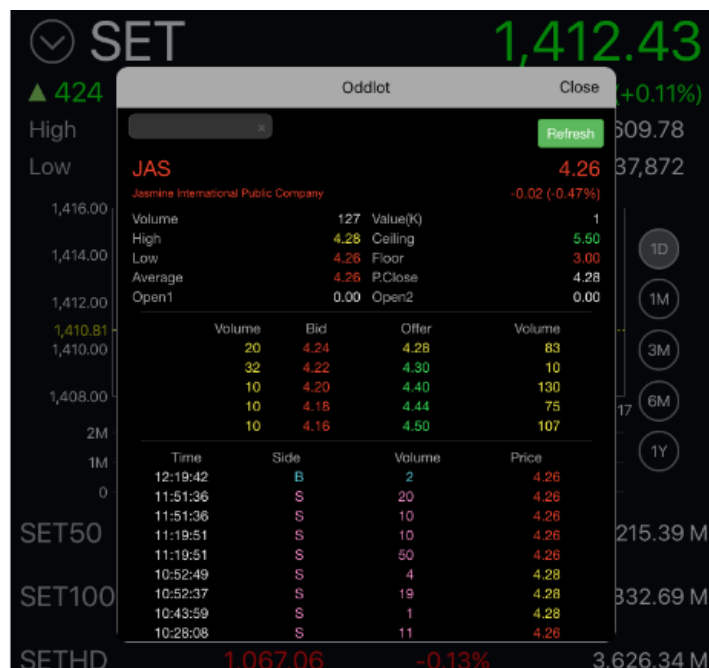 SET 1,412.43
▲ 424 (+0.11%)
Oddlot Close
High 609.78
Refresh
Low 37,872
JAS 4.26
Jasmine International Public Company -0.02 (-0.47%)
1,416.00
Volume 127 Value(K) 1
High 4.28 Ceiling 5.50
1,414.00 1D
Low 4.26 Floor 3.00
Average 4.26 P.Close 4.28
1,412.00 Open1 0.00 Open2 0.00 1M
1,410.81 Volume Bid Offer Volume
1,410.00 20 4.24 4.28 83 3M
32 4.22 4.30 10
10 4.20 4.40 130
1,408.00 10 4.18 4.44 75 17 6M
10 4.16 4.50 107
2M
Time Side Volume Price 1Y
1M
12:19:42 B 2 4.26
0 11:51:36 S 20 4.26
11:51:36 S 10 4.26
SET50 11:19:51 S 10 4.26 215.39 M
11:19:51 S 50 4.26
10:52:49 S 4 4.28
SET100 10:52:37 S 19 4.28 332.69 M
10:43:59 S 1 4.28
10:28:08 S 11 4.26
SETHD 1,067.06 -0.13% 3,626.34 M